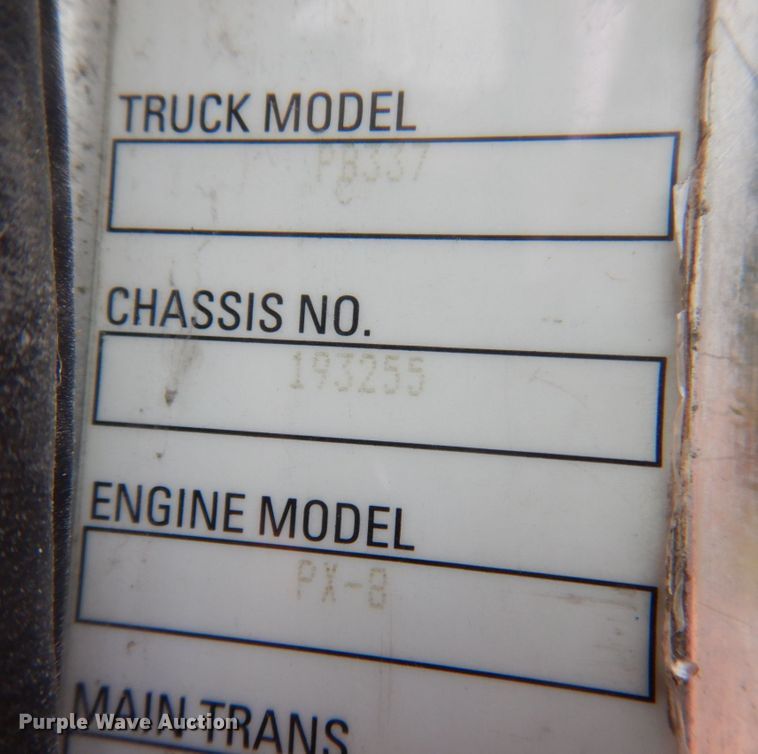 TRUCK MODEL
PB337
CHASSIS NO.
193255
ENGINE MODEL
PX-8
MAIN TRANS
Purple Wave Auction